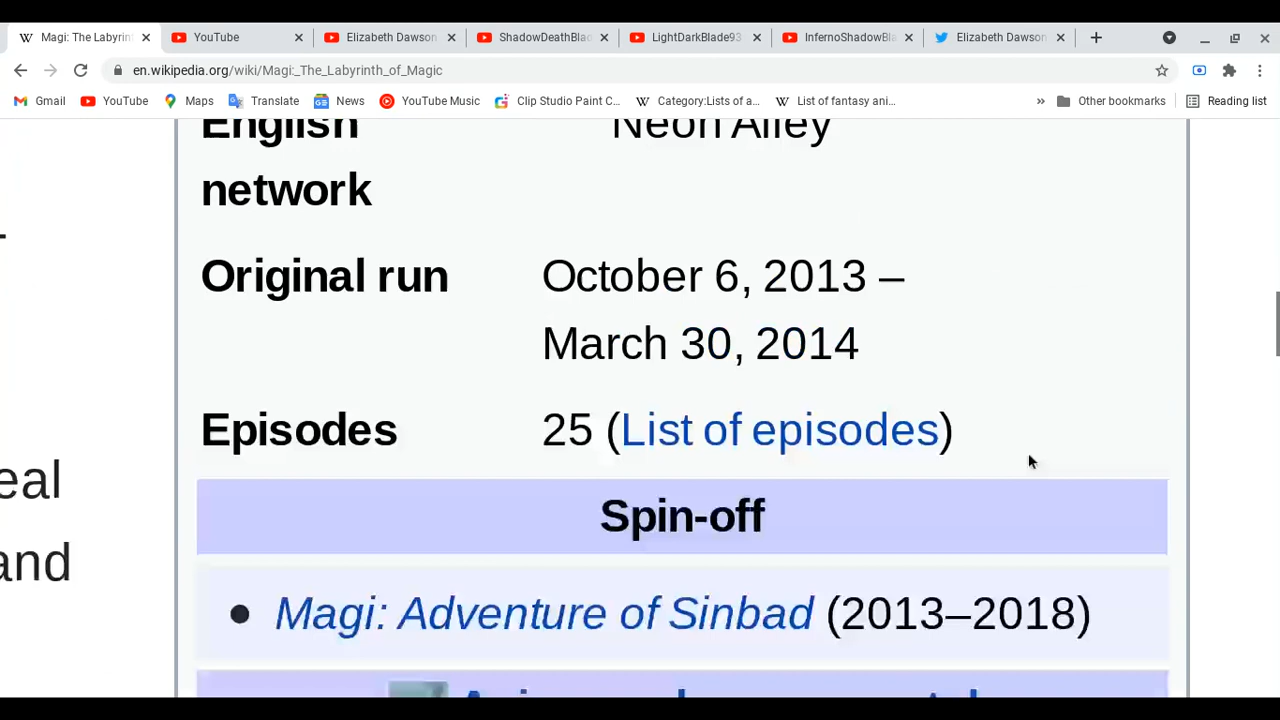 Magi: The Labyrin
YouTube
Elizabeth Dawson
ShadowDeathBla
LightDarkBlade93
InfernoShadowBl
Elizabeth Dawson
en.wikipedia.org/wiki/Magi:_The_Labyrinth_of_Magic
Gmail
YouTube
Maps
Translate
News
YouTube Music
Clip Studio Paint C...
Category:Lists of a...
List of fantasy ani...
»
Other bookmarks
Reading list
English Neon Alley
network
Original run October 6, 2013 –
March 30, 2014
Episodes 25 (List of episodes)
eal
and
Spin-off
• Magi: Adventure of Sinbad (2013–2018)